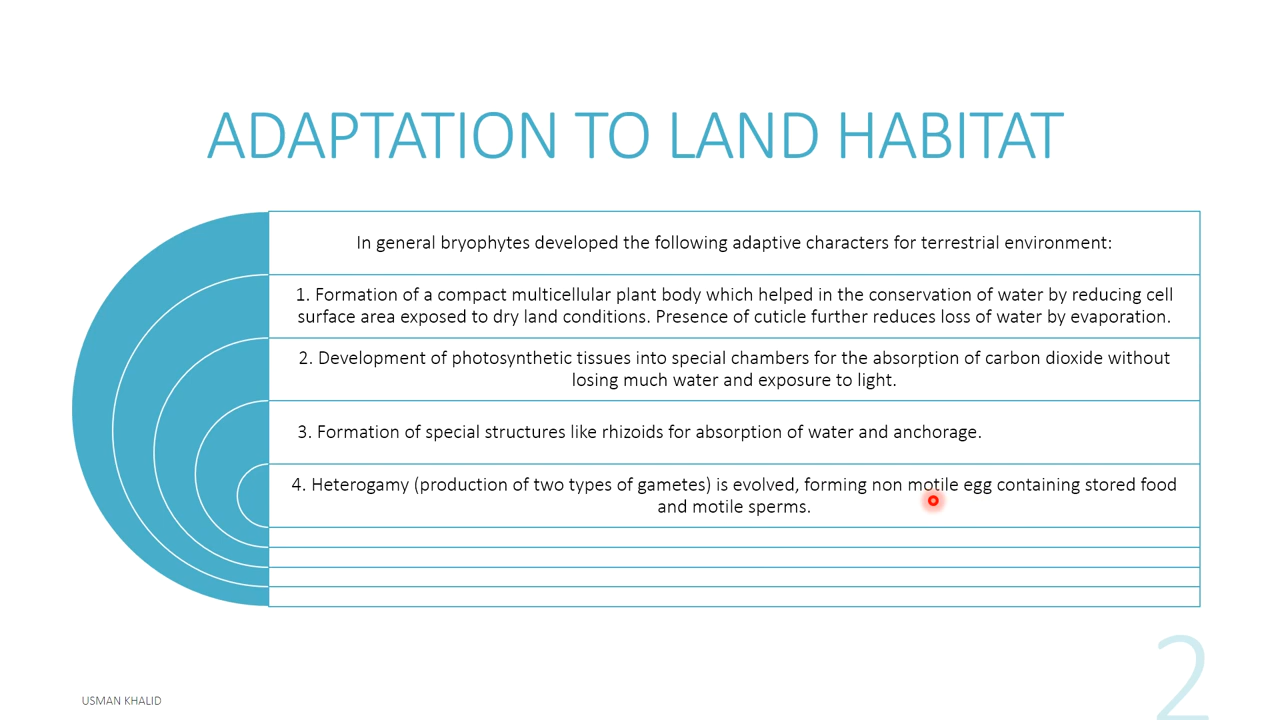 ADAPTATION TO LAND HABITAT
In general bryophytes developed the following adaptive characters for terrestrial environment:
1. Formation of a compact multicellular plant body which helped in the conservation of water by reducing cell
surface area exposed to dry land conditions. Presence of cuticle further reduces loss of water by evaporation.
2. Development of photosynthetic tissues into special chambers for the absorption of carbon dioxide without
losing much water and exposure to light.
3. Formation of special structures like rhizoids for absorption of water and anchorage.
4. Heterogamy (production of two types of gametes) is evolved, forming non motile egg containing stored food
and motile sperms.
2
USMAN KHALID